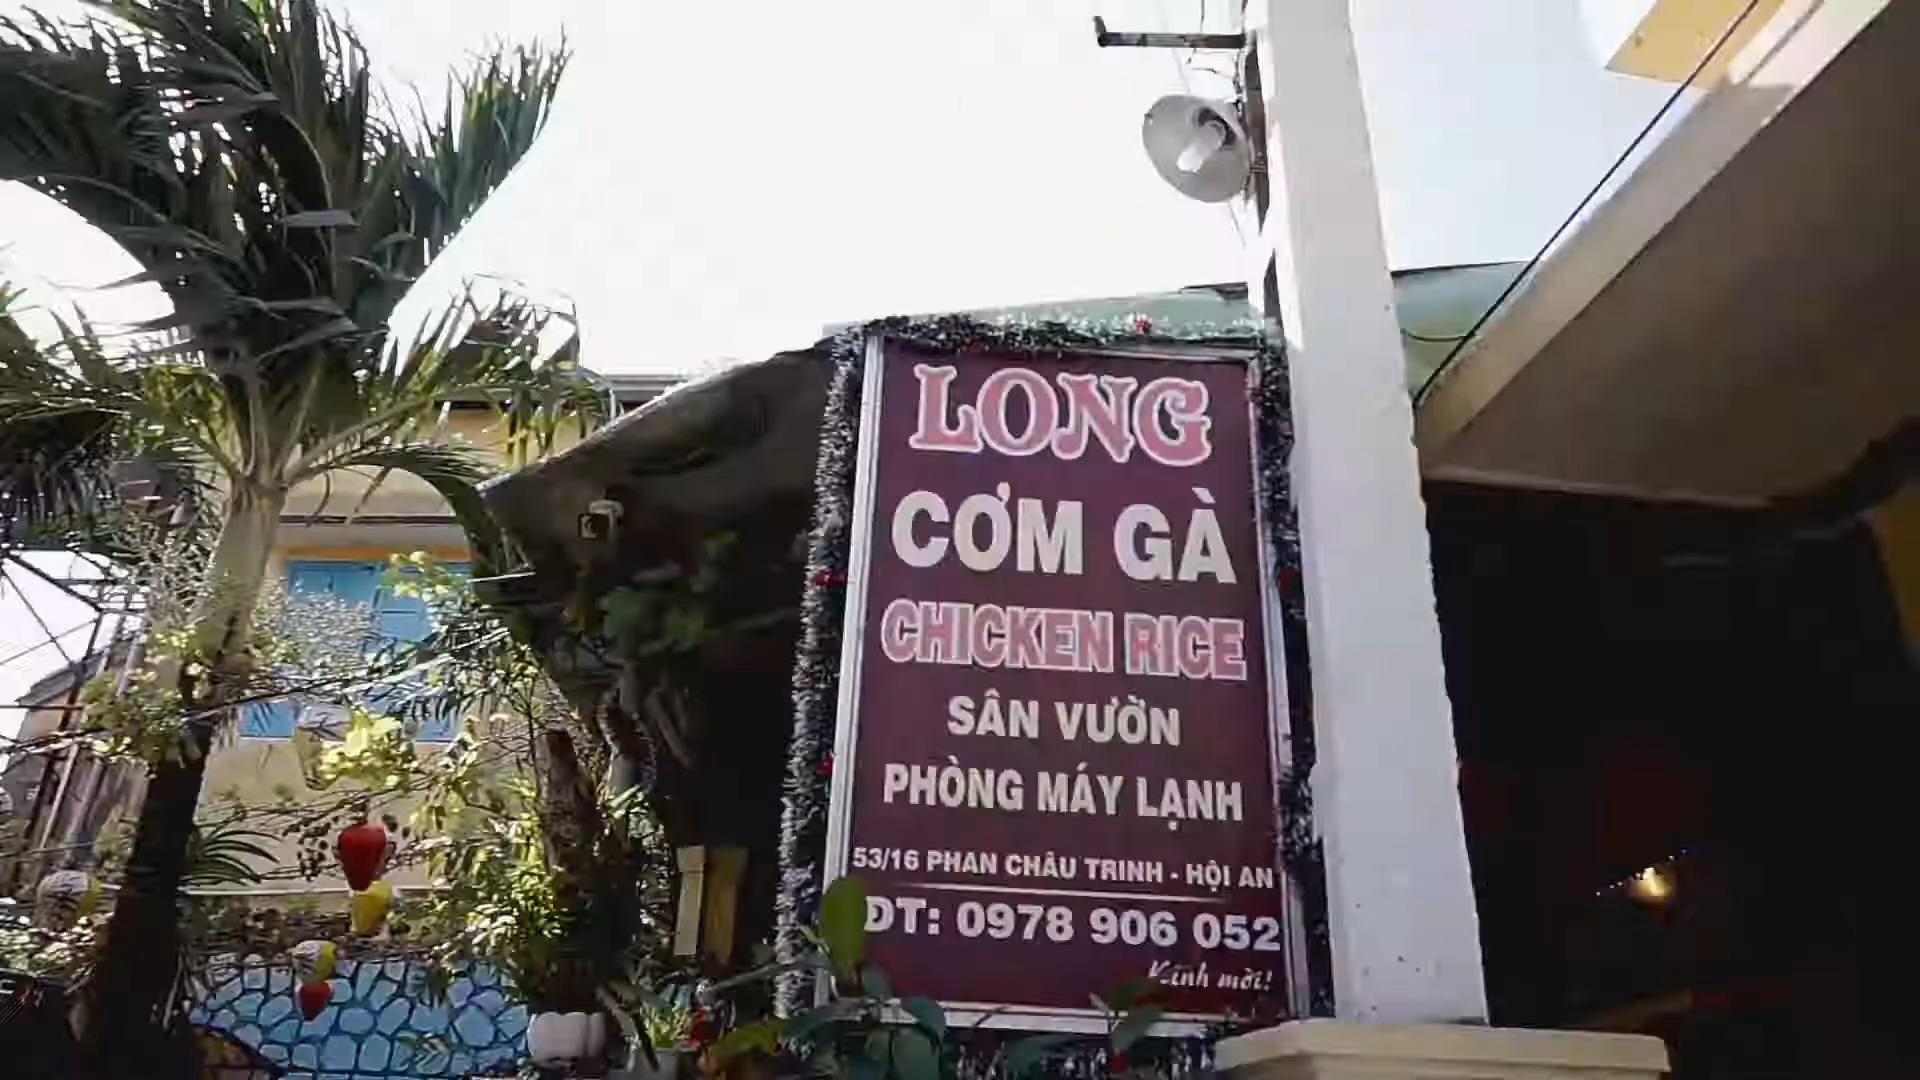 LONG
CƠM GÀ
CHICKEN RICE
SÂN VƯỜN
PHÒNG MÁY LẠNH
53/16 PHAN CHÂU TRINH - HỘI AN
ĐT: 0978 906 052
Kính mời!